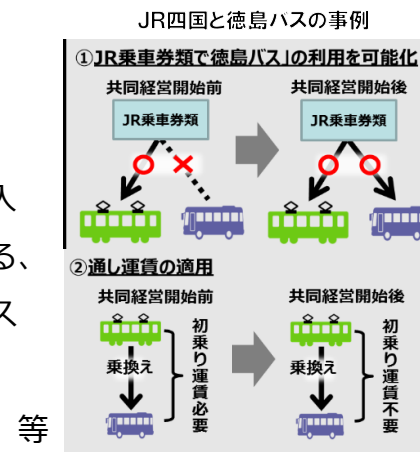 JR四国と徳島バスの事例
①JR乗車券類で徳島バス」の利用を可能化
共同経営開始前
共同経営開始後
JR乗車券類
JR乗車券類
人
る、
ス
等
②通し運賃の適用
共同経営開始前
共同経営開始後
乗換え
初乗り運賃必要
乗換え
初乗り運賃不要